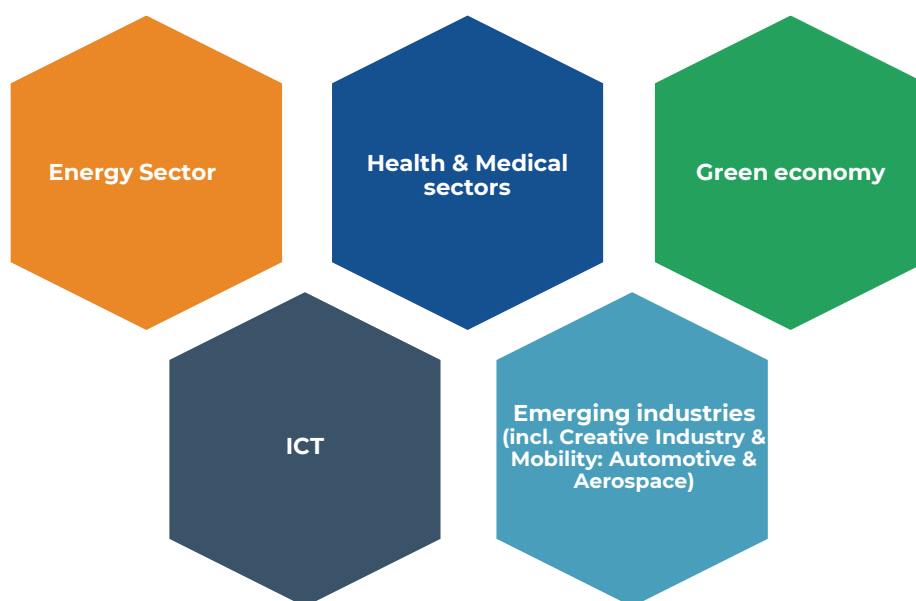 Energy Sector
Health & Medical
sectors
Green economy
ICT
Emerging industries
(incl. Creative Industry &
Mobility: Automotive &
Aerospace)